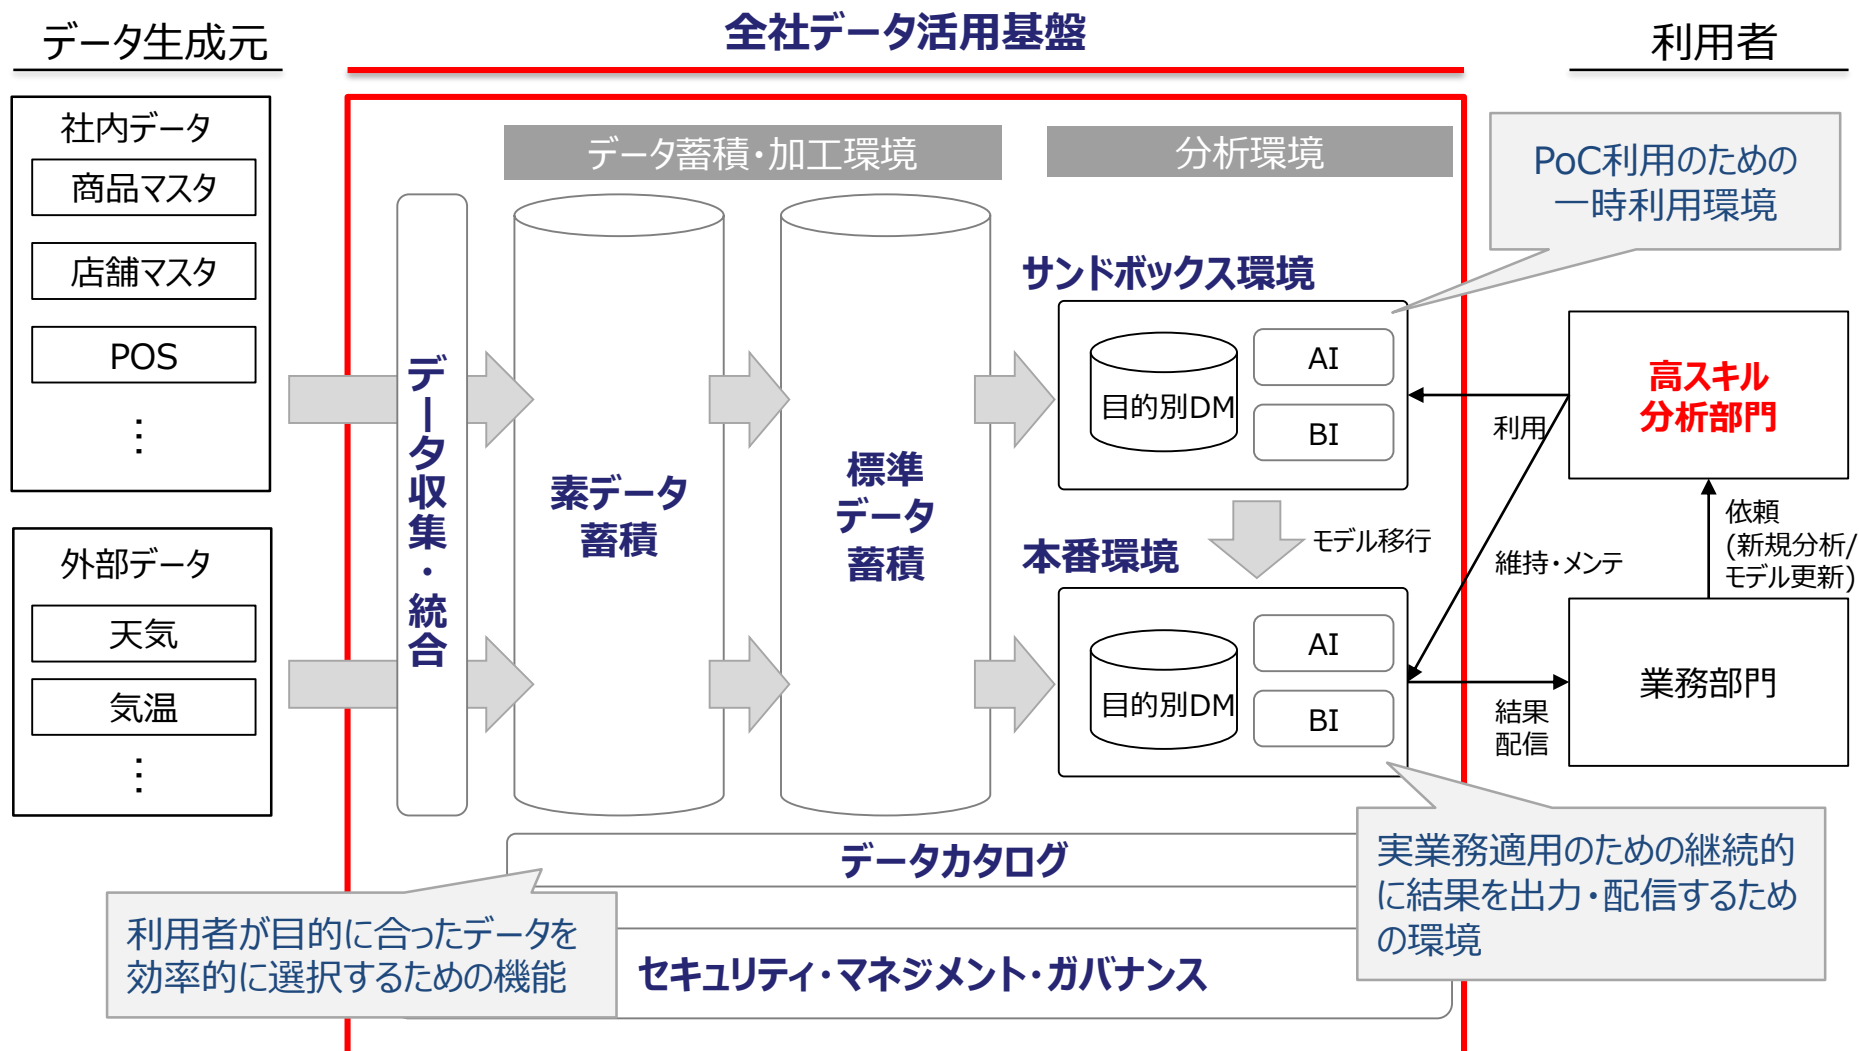 データ生成元
全社データ活用基盤
利用者
社内データ
商品マスタ
店舗マスタ
POS
⋮
外部データ
天気
気温
⋮
データ収集・統合
データ蓄積・加工環境
素データ
蓄積
標準
データ
蓄積
分析環境
サンドボックス環境
目的別DM
AI
BI
モデル移行
本番環境
目的別DM
AI
BI
PoC利用のための
一時利用環境
高スキル
分析部門
利用
維持・メンテ
依頼
(新規分析/
モデル更新)
業務部門
結果
配信
データカタログ
利用者が目的に合ったデータを
効率的に選択するための機能
セキュリティ・マネジメント・ガバナンス
実業務適用のための継続的
に結果を出力・配信するため
の環境